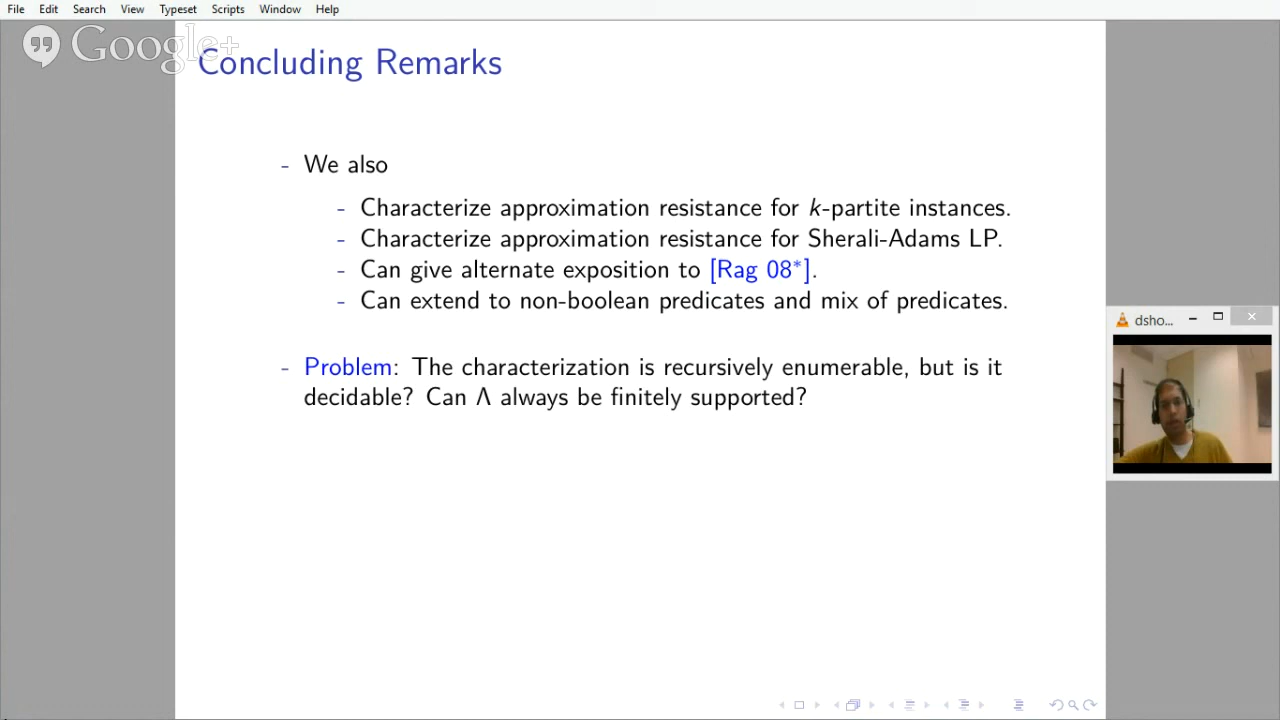 File Edit Search View Typeset Scripts Window Help
Google+
Concluding Remarks
- We also
- Characterize approximation resistance for k-partite instances.
- Characterize approximation resistance for Sherali-Adams LP.
- Can give alternate exposition to [Rag 08*].
- Can extend to non-boolean predicates and mix of predicates.
- Problem: The characterization is recursively enumerable, but is it
decidable? Can Λ always be finitely supported?
dsho...